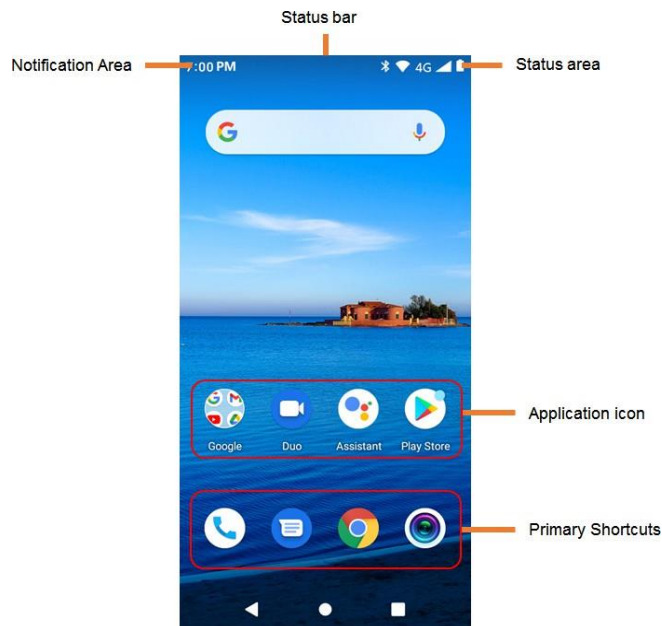 Status bar
Notification Area
7:00 PM
4G
Status area
Google
Duo
Assistant
Play Store
Application icon
Primary Shortcuts